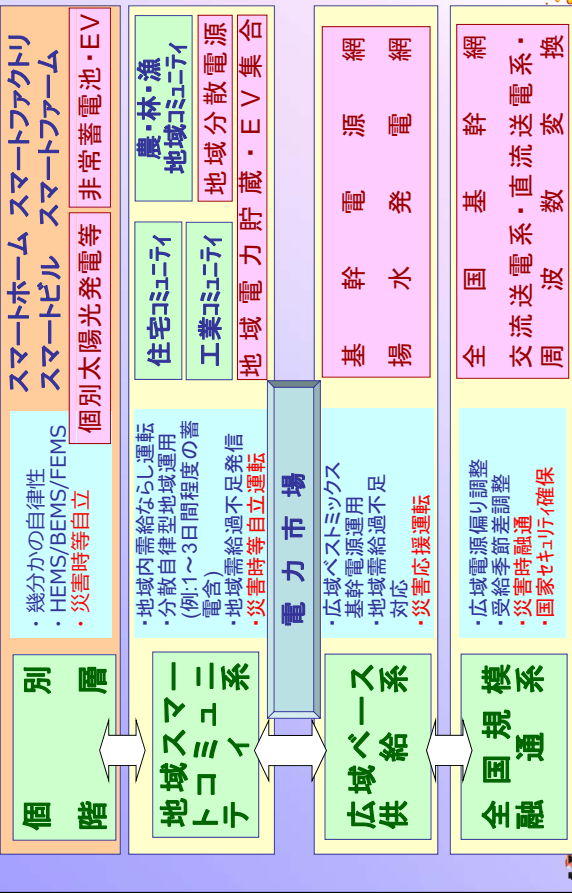 個別
階層
・幾分かの自律性
・HEMS/BEMS/FEMS
・災害時等自立
スマートホーム スマートファクトリ
スマートビル スマートファーム
個別太陽光発電等
非常蓄電池・EV
地域スマー
トコミュニ
ティ系
・地域内需給ならし運転
・分散自律型地域運用
(例:1～3日間程度の蓄
電含)
・地域需給過不足発信
・災害時等自立運転
住宅コミュニティ
工業コミュニティ
農・林・漁
地域コミュニティ
地域分散電源
地域電力貯蔵・EV集合
電力市場
広域ベース
供給系
・広域ベストミックス
基幹電源運用
・地域需給過不足
対応
・災害応援運転
基幹電源網
揚水発電網
全国規模
融通系
・広域電源偏り調整
・受給季節差調整
・災害時融通
・国家セキュリティ確保
全国基幹網
交流送電系・直流送電系・
周波数変換